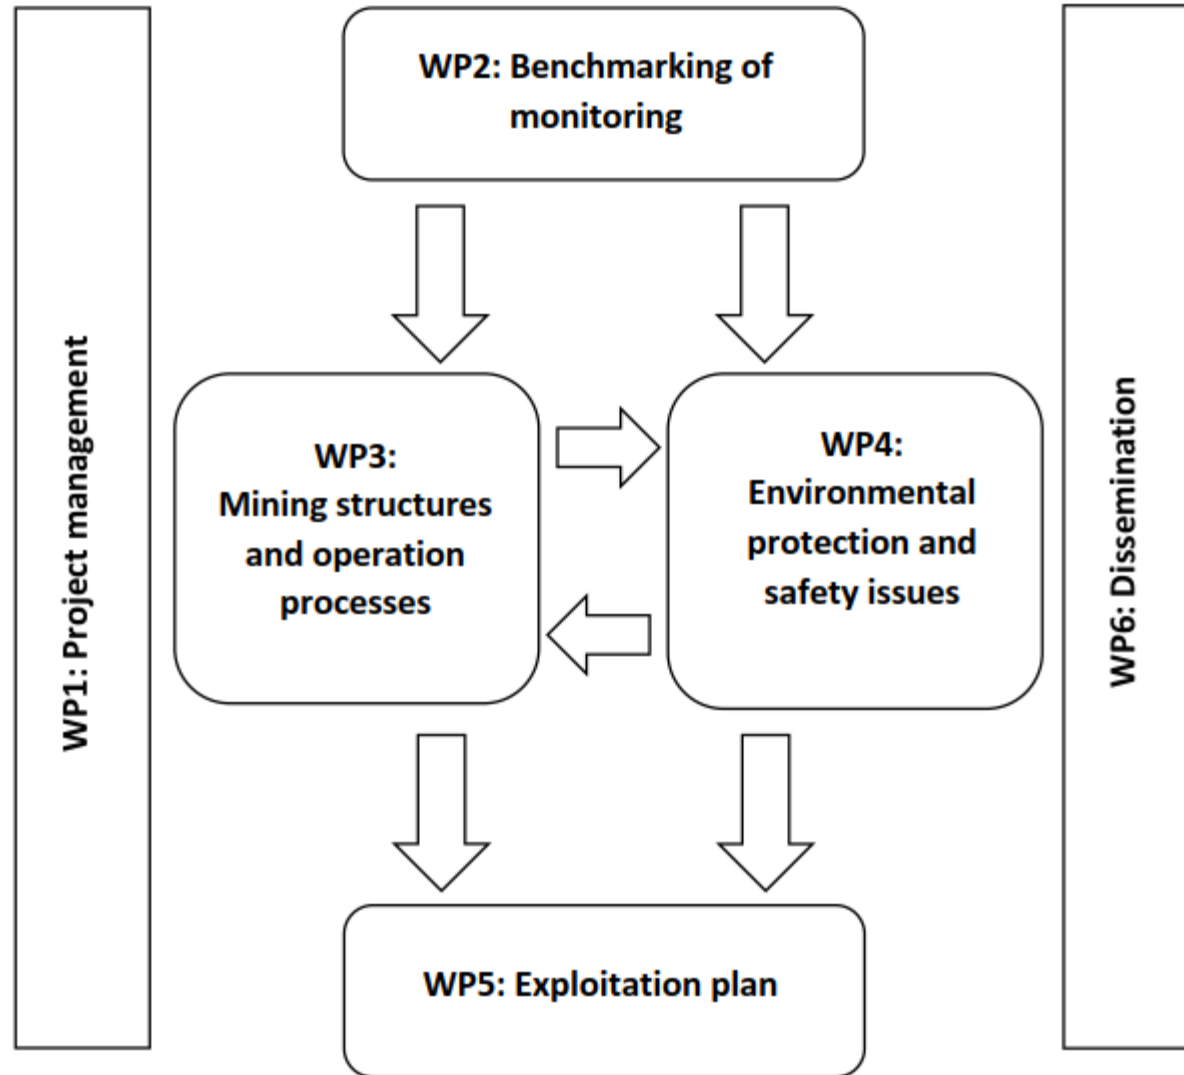 WP1: Project management
WP2: Benchmarking of
monitoring
WP3:
Mining structures
and operation
processes
WP4:
Environmental
protection and
safety issues
WP5: Exploitation plan
WP6: Dissemination